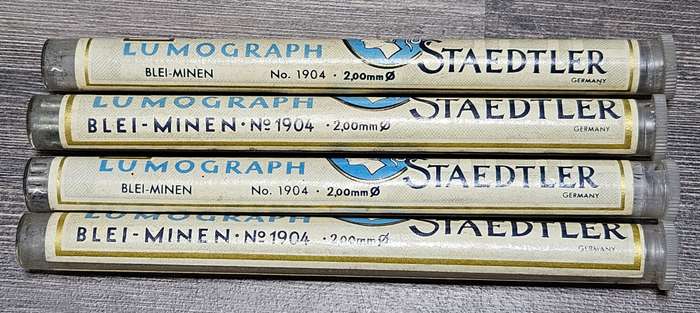 LUMOGRAPH STAEDTLER
BLEI-MINEN No. 1904 · 2,00mm Ø GERMANY
LUMOGRAPH STAEDTLER
BLEI-MINEN · No 1904 · 2,00mm Ø GERMANY
LUMOGRAPH STAEDTLER
BLEI-MINEN No. 1904 · 2,00mm Ø GERMANY
LUMOGRAPH STAEDTLER
BLEI-MINEN · No 1904 · 2,00mm Ø GERMANY